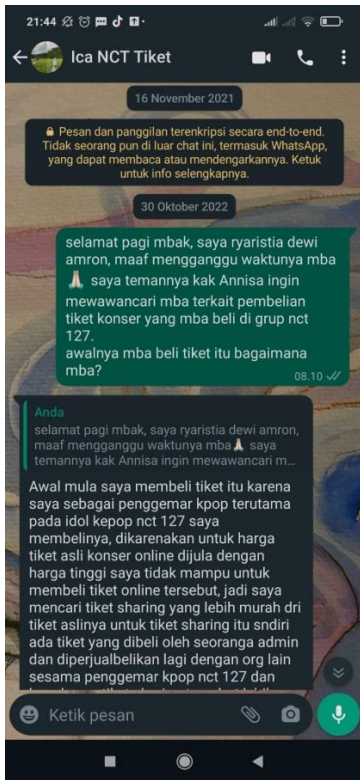 21:44
Ica NCT Tiket
16 November 2021
Pesan dan panggilan terenkripsi secara end-to-end.
Tidak seorang pun di luar chat ini, termasuk WhatsApp,
yang dapat membaca atau mendengarkannya. Ketuk
untuk info selengkapnya.
30 Oktober 2022
selamat pagi mbak, saya ryaristia dewi
amron, maaf mengganggu waktunya mba
🙏🏻 saya temannya kak Annisa ingin
mewawancari mba terkait pembelian
tiket konser yang mba beli di grup nct
127.
awalnya mba beli tiket itu bagaimana
mba?
08.10
Anda
selamat pagi mbak, saya ryaristia dewi amron,
maaf mengganggu waktunya mba🙏🏻 saya
temannya kak Annisa ingin mewawancari m...
Awal mula saya membeli tiket itu karena
saya sebagai penggemar kpop terutama
pada idol kepop nct 127 saya
membelinya, dikarenakan untuk harga
tiket asli konser online dijula dengan
harga tinggi saya tidak mampu untuk
membeli tiket online tersebut, jadi saya
mencari tiket sharing yang lebih murah dri
tiket aslinya untuk tiket sharing itu sndiri
ada tiket yang dibeli oleh seoranga admin
dan diperjualbelikan lagi dengan org lain
sesama penggemar kpop nct 127 dan
Ketik pesan